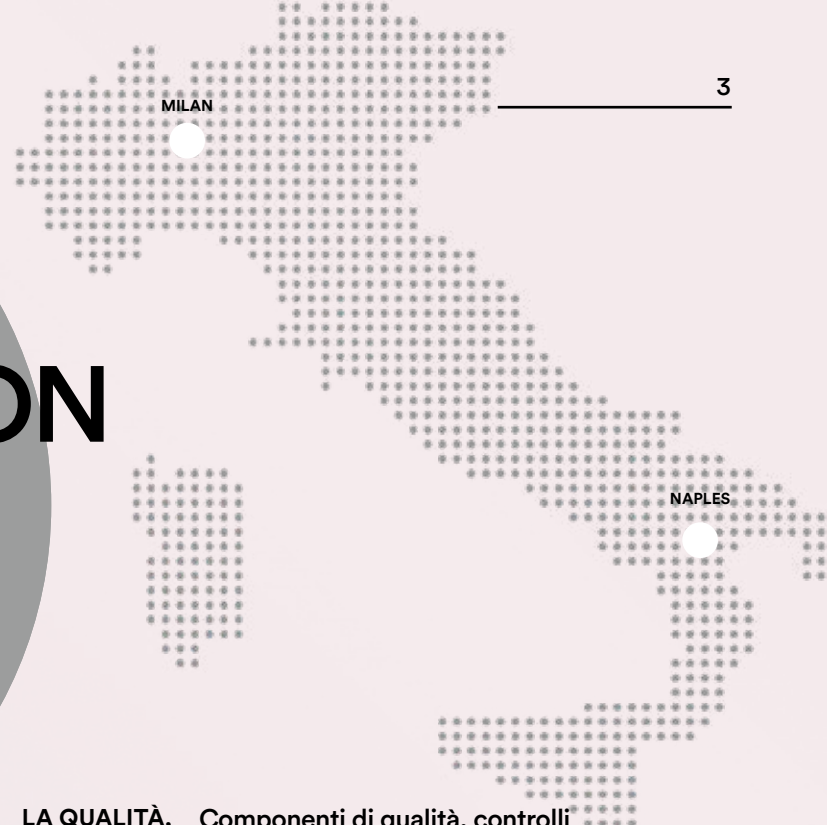 3
MILAN
ON
NAPLES
LA QUALITÀ. Componenti di qualità, controlli